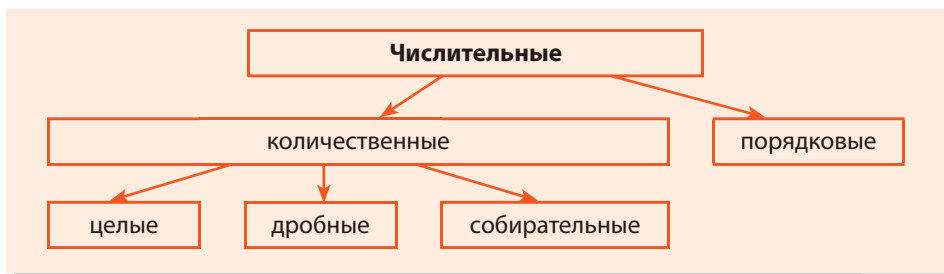 Числительные
количественные
порядковые
целые
дробные
собирательные